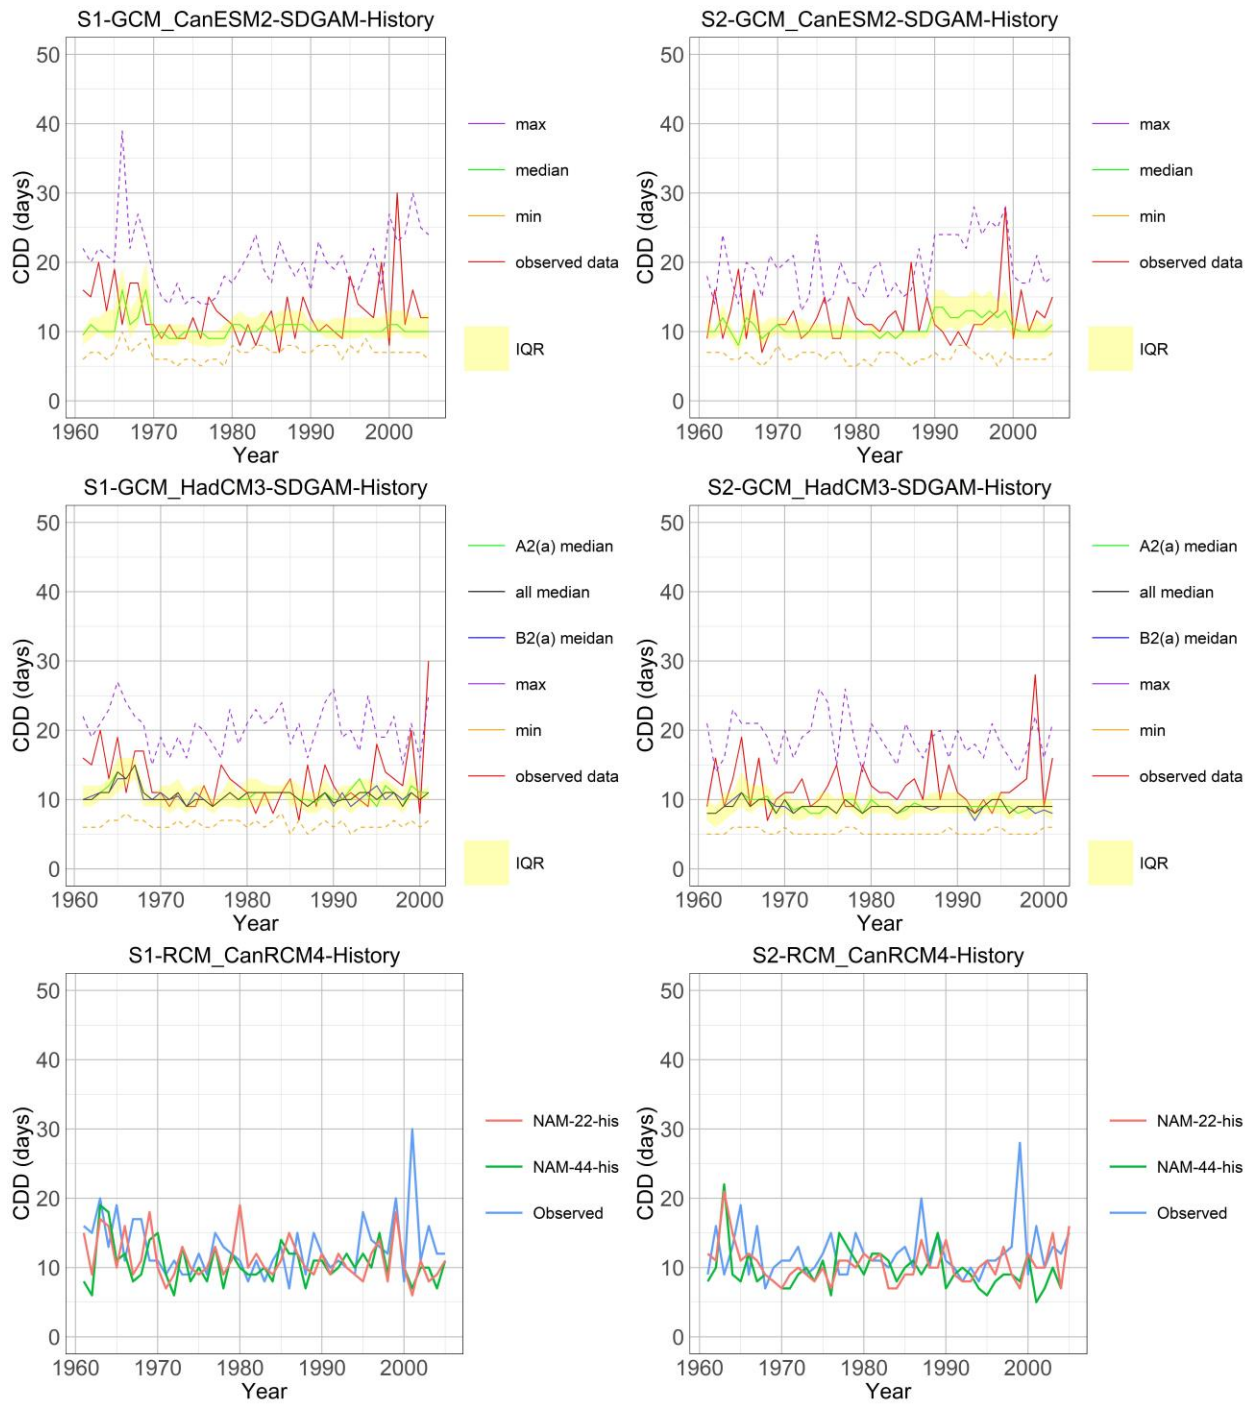 S1-GCM_CanESM2-SDGAM-History
50
40
30
20
10
0
CDD (days)
1960 1970 1980 1990 2000
Year
max
median
min
observed data
IQR
S2-GCM_CanESM2-SDGAM-History
50
40
30
20
10
0
CDD (days)
1960 1970 1980 1990 2000
Year
max
median
min
observed data
IQR
S1-GCM_HadCM3-SDGAM-History
50
40
30
20
10
0
CDD (days)
1960 1970 1980 1990 2000
Year
A2(a) median
all median
B2(a) meidan
max
min
observed data
IQR
S2-GCM_HadCM3-SDGAM-History
50
40
30
20
10
0
CDD (days)
1960 1970 1980 1990 2000
Year
A2(a) median
all median
B2(a) meidan
max
min
observed data
IQR
S1-RCM_CanRCM4-History
50
40
30
20
10
0
CDD (days)
1960 1970 1980 1990 2000
Year
NAM-22-his
NAM-44-his
Observed
S2-RCM_CanRCM4-History
50
40
30
20
10
0
CDD (days)
1960 1970 1980 1990 2000
Year
NAM-22-his
NAM-44-his
Observed